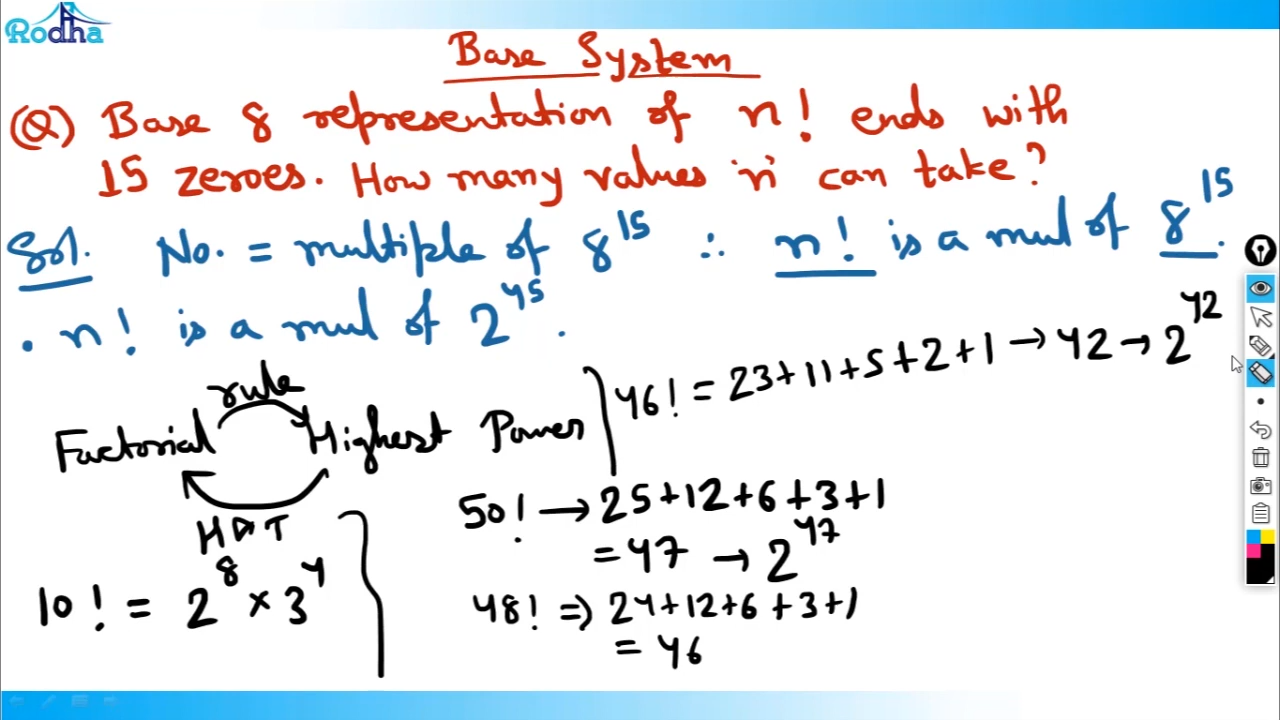 Rodha
Base System
(Q) Base 8 representation of n! ends with
15 zeroes. How many values 'n' can take?
Sol. No. = multiple of 8^15 ∴ n! is a mul of 8^15.
. n! is a mul of 2^45.
rule
Factorial Highest Power
H&T
10! = 2^8 × 3^4
46! = 23+11+5+2+1 → 42 → 2^42
50! → 25+12+6+3+1
= 47 → 2^47
48! ⇒ 24+12+6+3+1
= 46